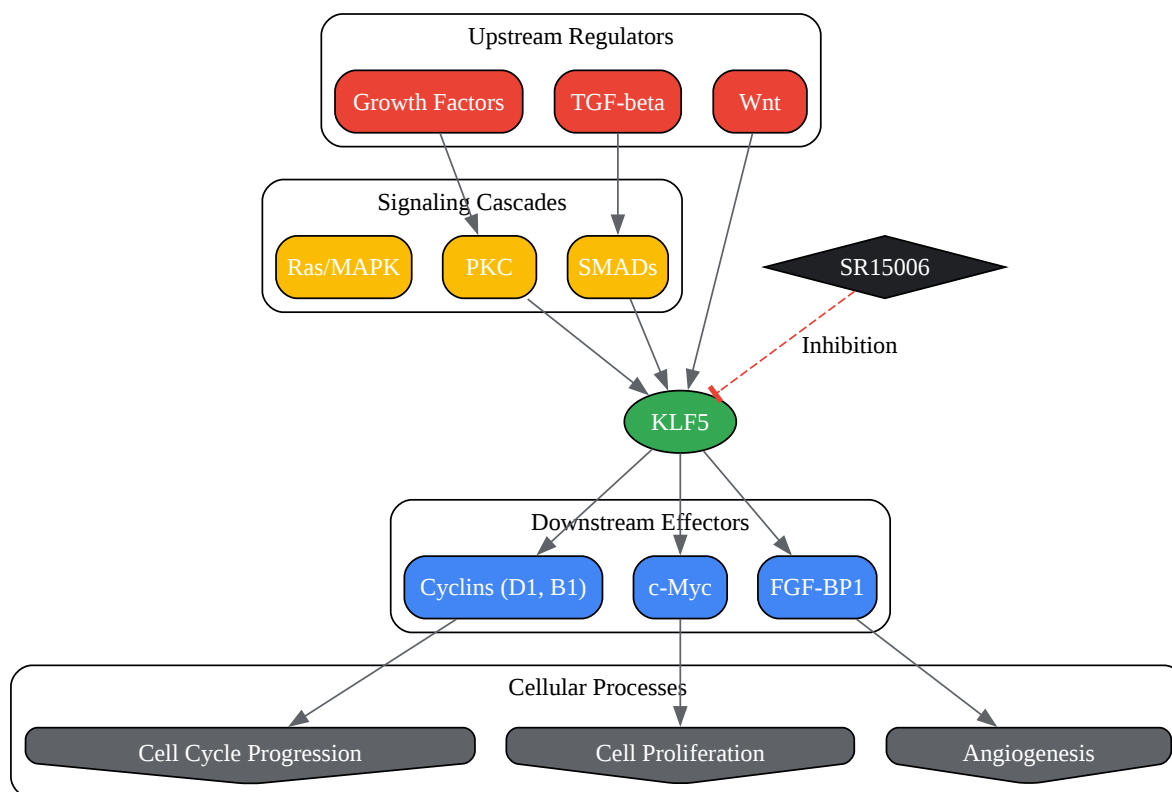 Upstream Regulators
Growth Factors
TGF-beta
Wnt
Signaling Cascades
Ras/MAPK
PKC
SMADs
SR15006
Inhibition
KLF5
Downstream Effectors
Cyclins (D1, B1)
c-Myc
FGF-BP1
Cellular Processes
Cell Cycle Progression
Cell Proliferation
Angiogenesis